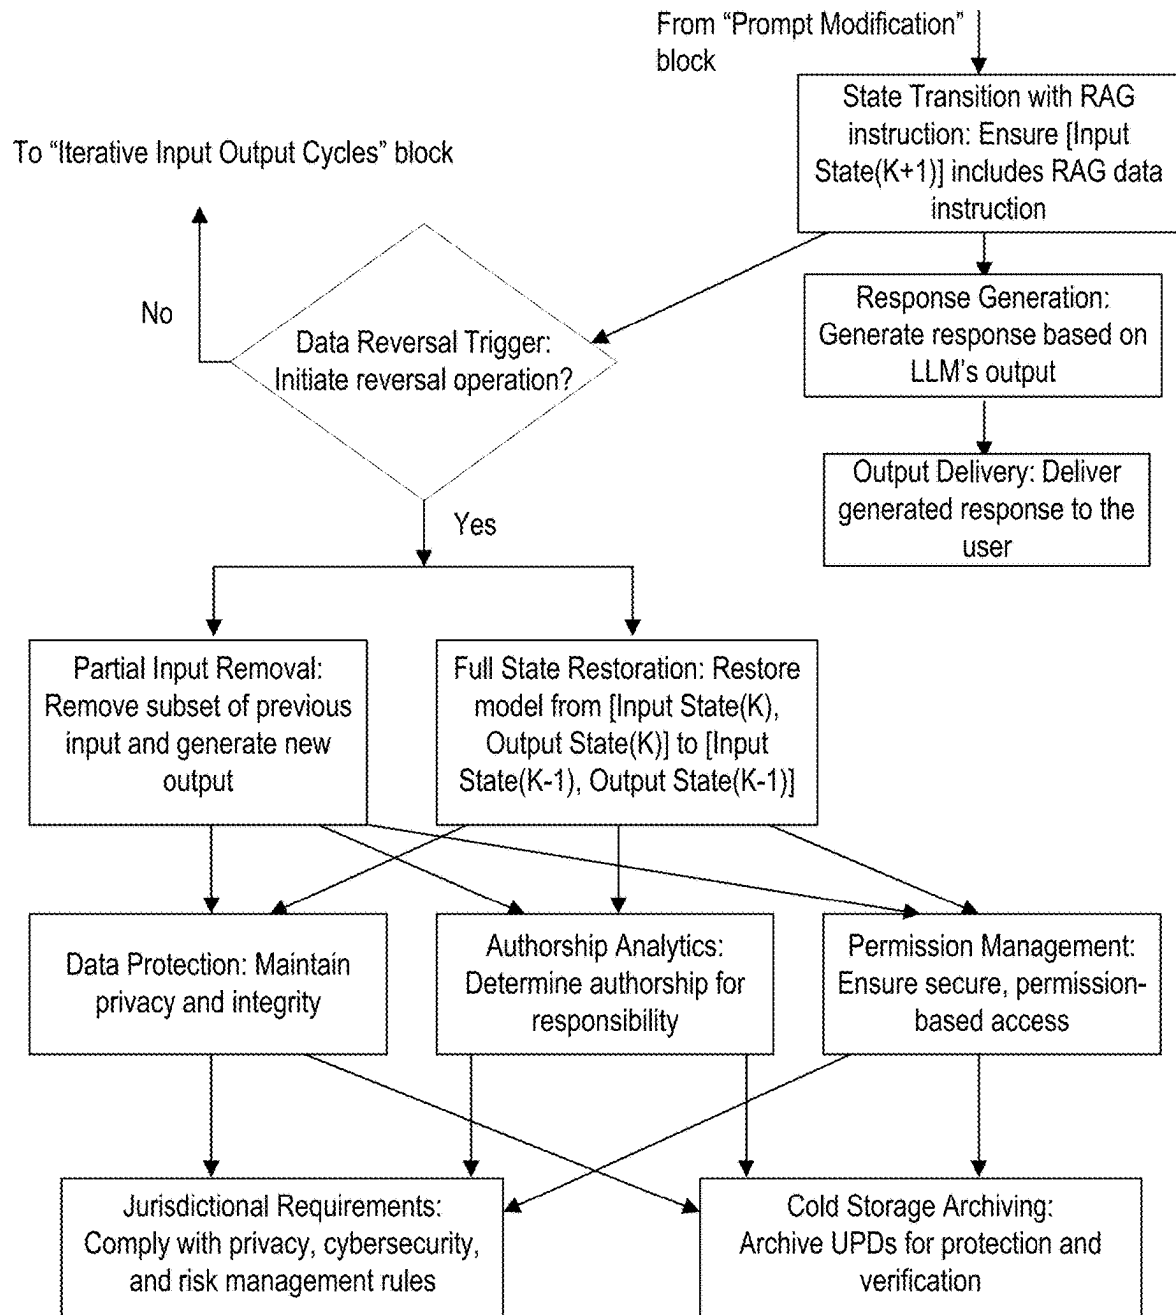 From “Prompt Modification”
block
State Transition with RAG
instruction: Ensure [Input
State(K+1)] includes RAG data
instruction
To “Iterative Input Output Cycles” block
No
Data Reversal Trigger:
Initiate reversal operation?
Response Generation:
Generate response based on
LLM’s output
Output Delivery: Deliver
generated response to the
user
Yes
Partial Input Removal:
Remove subset of previous
input and generate new
output
Full State Restoration: Restore
model from [Input State(K),
Output State(K)] to [Input
State(K-1), Output State(K-1)]
Data Protection: Maintain
privacy and integrity
Authorship Analytics:
Determine authorship for
responsibility
Permission Management:
Ensure secure, permission-
based access
Jurisdictional Requirements:
Comply with privacy, cybersecurity,
and risk management rules
Cold Storage Archiving:
Archive UPDs for protection and
verification